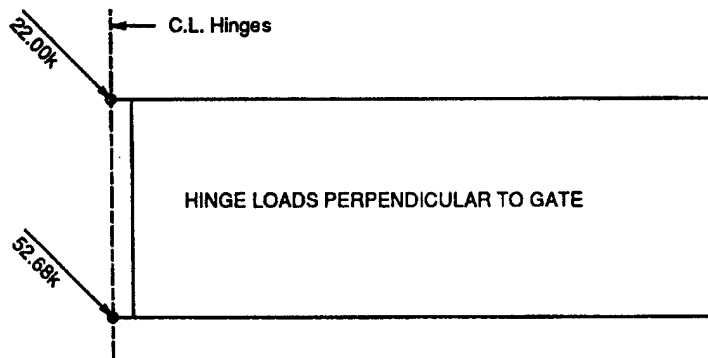 C.L. Hinges
22.00k
HINGE LOADS PERPENDICULAR TO GATE
52.68k